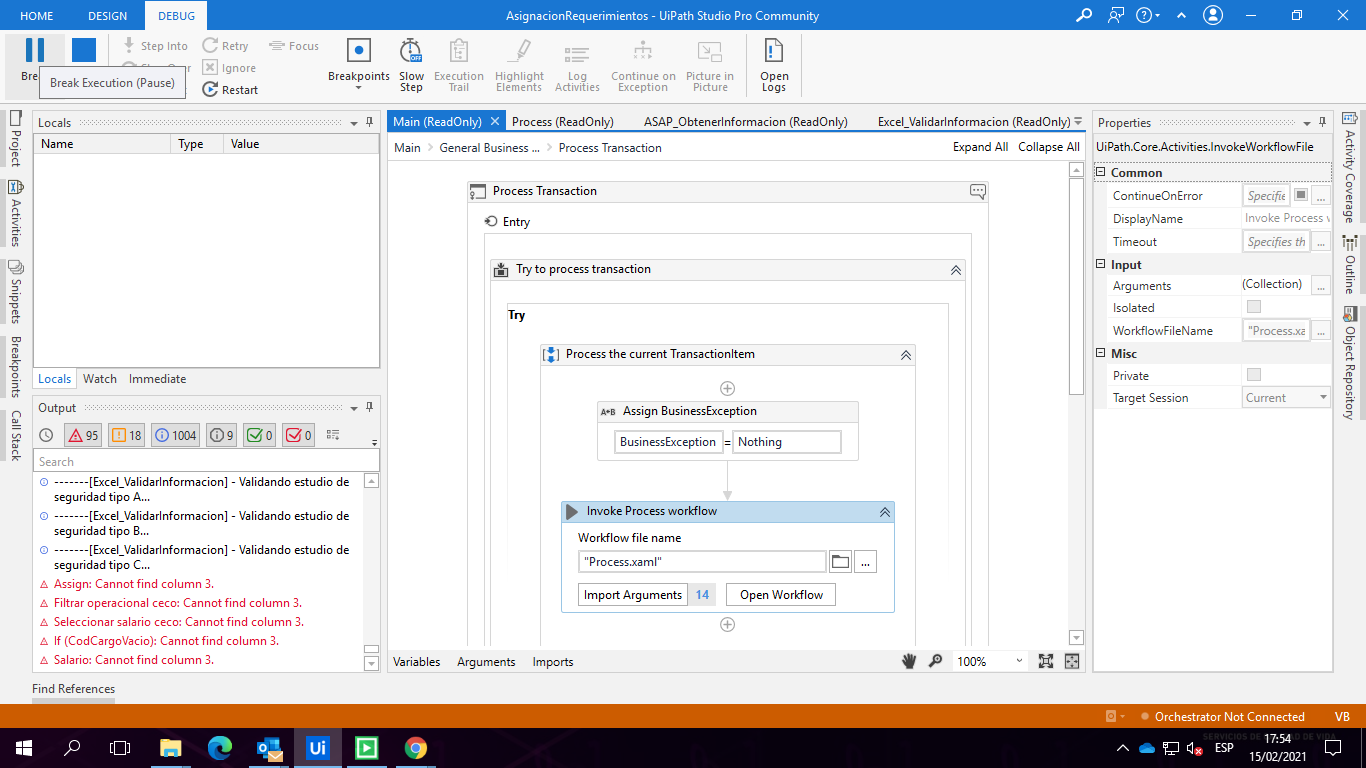 HOME DESIGN DEBUG AsignacionRequerimientos - UiPath Studio Pro Community
Step Into Retry Focus
Ignore
Restart
Break Execution (Pause)
Breakpoints
Slow
Step
Execution
Trail
Highlight
Elements
Log
Activities
Continue on
Exception
Picture in
Picture
Open
Logs
Project
Activities
Snippets
Breakpoints
Call Stack
Locals
Name Type Value
Locals Watch Immediate
Output
95 18 1004 9 0 0
Search
-------[Excel_ValidarInformacion] - Validando estudio de
seguridad tipo A...
-------[Excel_ValidarInformacion] - Validando estudio de
seguridad tipo B...
-------[Excel_ValidarInformacion] - Validando estudio de
seguridad tipo C...
Assign: Cannot find column 3.
Filtrar operacional ceco: Cannot find column 3.
Seleccionar salario ceco: Cannot find column 3.
If (CodCargoVacio): Cannot find column 3.
Salario: Cannot find column 3.
Find References
Main (ReadOnly) Process (ReadOnly) ASAP_ObtenerInformacion (ReadOnly) Excel_ValidarInformacion (ReadOnly)
Main > General Business ... > Process Transaction Expand All Collapse All
Process Transaction
Entry
Try to process transaction
Try
Process the current TransactionItem
A+B Assign BusinessException
BusinessException = Nothing
Invoke Process workflow
Workflow file name
"Process.xaml" ...
Import Arguments 14 Open Workflow
Variables Arguments Imports 100%
Properties
UiPath.Core.Activities.InvokeWorkflowFile
Common
ContinueOnError Specifie ...
DisplayName Invoke Process w
Timeout Specifies th ...
Input
Arguments (Collection) ...
Isolated
WorkflowFileName "Process.xa ...
Misc
Private
Target Session Current
Activity Coverage
Outline
Object Repository
Orchestrator Not Connected VB
Ui
ESP
17:54
15/02/2021